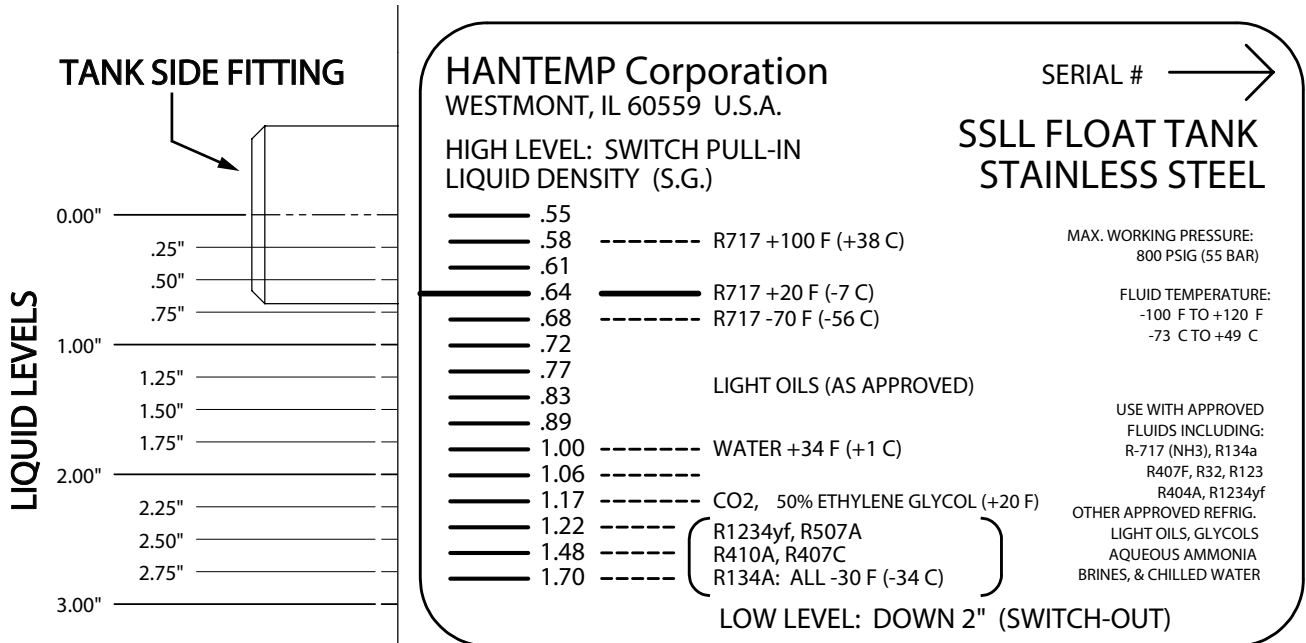 TANK SIDE FITTING
LIQUID LEVELS
0.00"
.25"
.50"
.75"
1.00"
1.25"
1.50"
1.75"
2.00"
2.25"
2.50"
2.75"
3.00"
HANTEMP Corporation
WESTMONT, IL 60559 U.S.A.
HIGH LEVEL: SWITCH PULL-IN
LIQUID DENSITY (S.G.)
.55
.58 R717 +100 F (+38 C)
.61
.64 R717 +20 F (-7 C)
.68 R717 -70 F (-56 C)
.72
.77
LIGHT OILS (AS APPROVED)
.83
.89
1.00 WATER +34 F (+1 C)
1.06
1.17 CO2, 50% ETHYLENE GLYCOL (+20 F)
1.22 R1234yf, R507A
1.48 R410A, R407C
1.70 R134A: ALL -30 F (-34 C)
LOW LEVEL: DOWN 2" (SWITCH-OUT)
SERIAL #
SSLL FLOAT TANK
STAINLESS STEEL
MAX. WORKING PRESSURE:
800 PSIG (55 BAR)
FLUID TEMPERATURE:
-100 F TO +120 F
-73 C TO +49 C
USE WITH APPROVED
FLUIDS INCLUDING:
R-717 (NH3), R134a
R407F, R32, R123
R404A, R1234yf
OTHER APPROVED REFRIG.
LIGHT OILS, GLYCOLS
AQUEOUS AMMONIA
BRINES, & CHILLED WATER